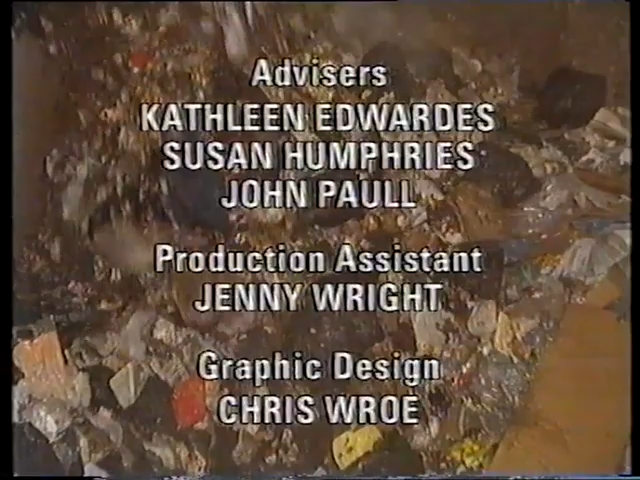 Advisers
KATHLEEN EDWARDES
SUSAN HUMPHRIES
JOHN PAULL
Production Assistant
JENNY WRIGHT
Graphic Design
CHRIS WROE